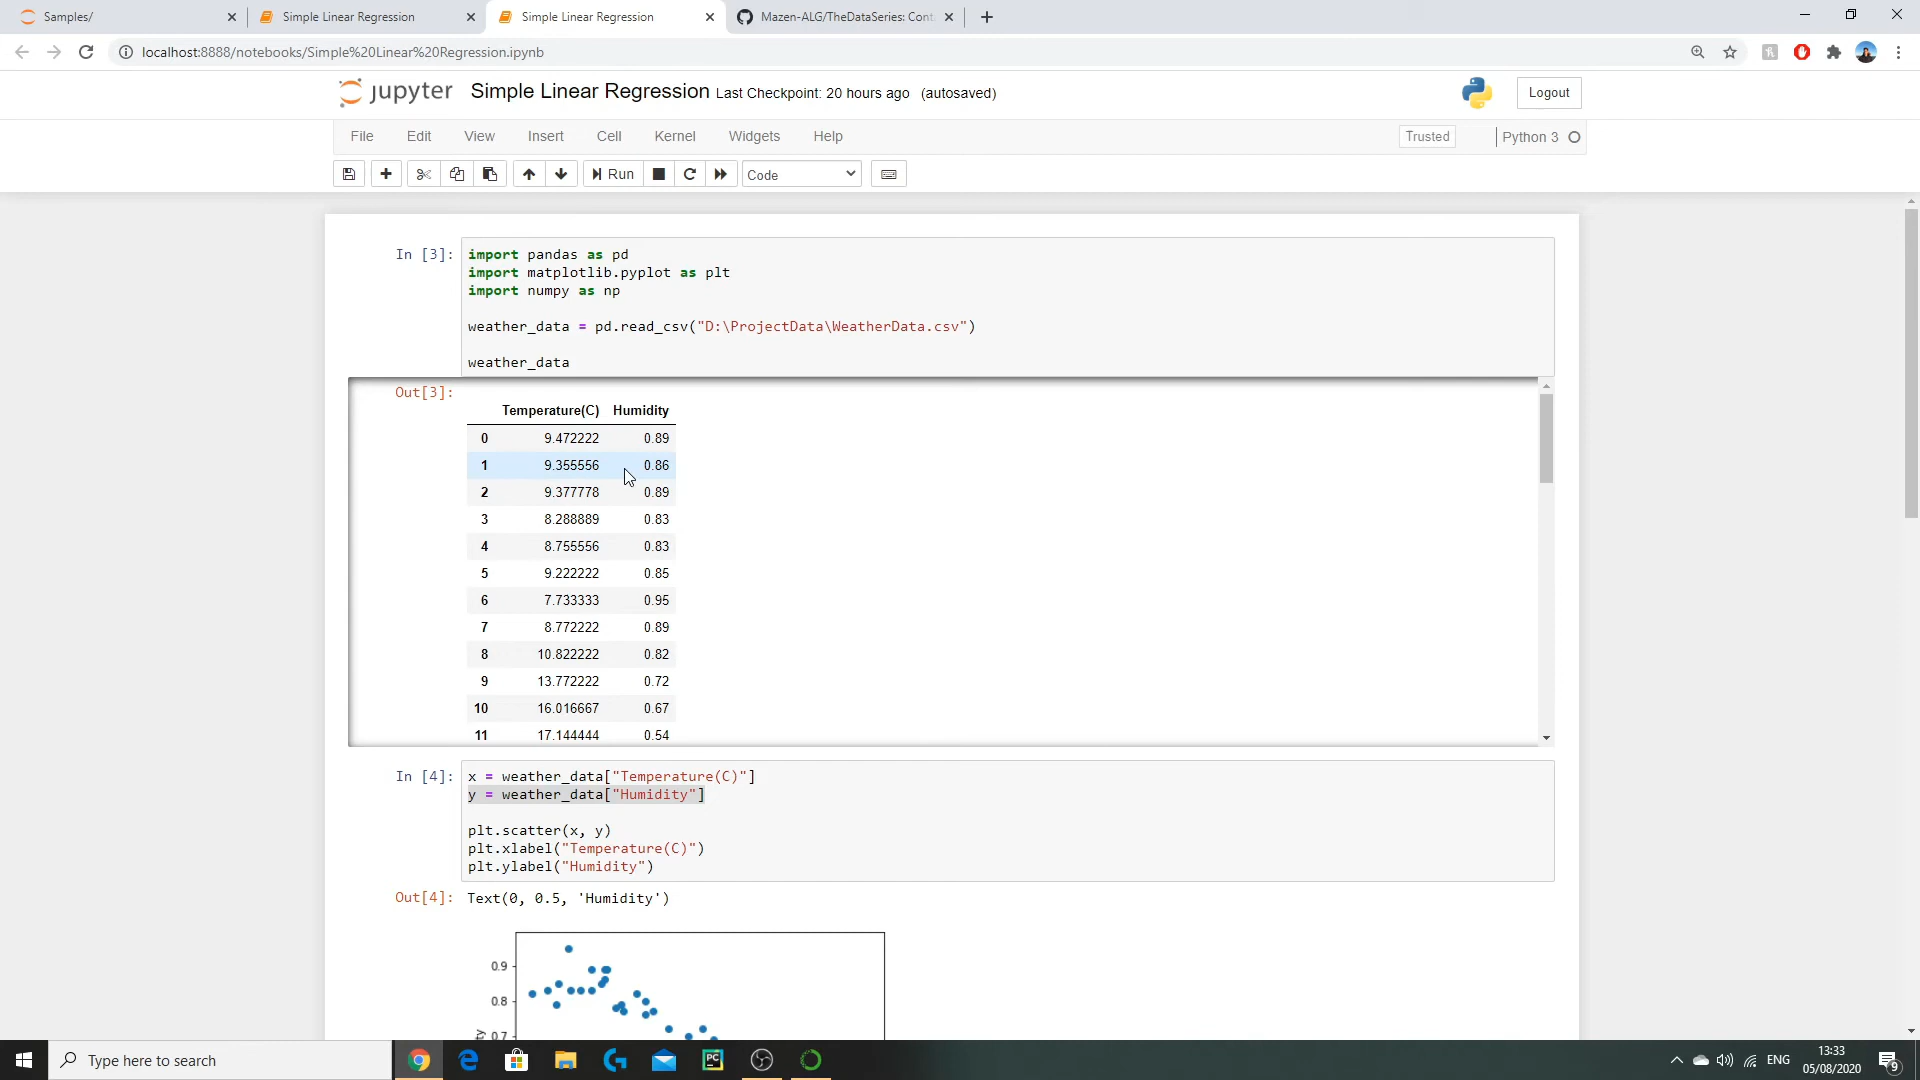 Samples/
Simple Linear Regression
Simple Linear Regression
Mazen-ALG/TheDataSeries: Cont
localhost:8888/notebooks/Simple%20Linear%20Regression.ipynb
jupyter
Simple Linear Regression Last Checkpoint: 20 hours ago (autosaved)
Logout
File Edit View Insert Cell Kernel Widgets Help
Trusted
Python 3
Run
Code
In [3]:
import pandas as pd
import matplotlib.pyplot as plt
import numpy as np
weather_data = pd.read_csv("D:\ProjectData\WeatherData.csv")
weather_data
Out[3]:
Temperature(C) Humidity
0 9.472222 0.89
1 9.355556 0.86
2 9.377778 0.89
3 8.288889 0.83
4 8.755556 0.83
5 9.222222 0.85
6 7.733333 0.95
7 8.772222 0.89
8 10.822222 0.82
9 13.772222 0.72
10 16.016667 0.67
11 17.144444 0.54
In [4]:
x = weather_data["Temperature(C)"]
y = weather_data["Humidity"]
plt.scatter(x, y)
plt.xlabel("Temperature(C)")
plt.ylabel("Humidity")
Out[4]:
Text(0, 0.5, 'Humidity')
0.9
0.8
0.7
Type here to search
PC
ENG
13:33
05/08/2020
9